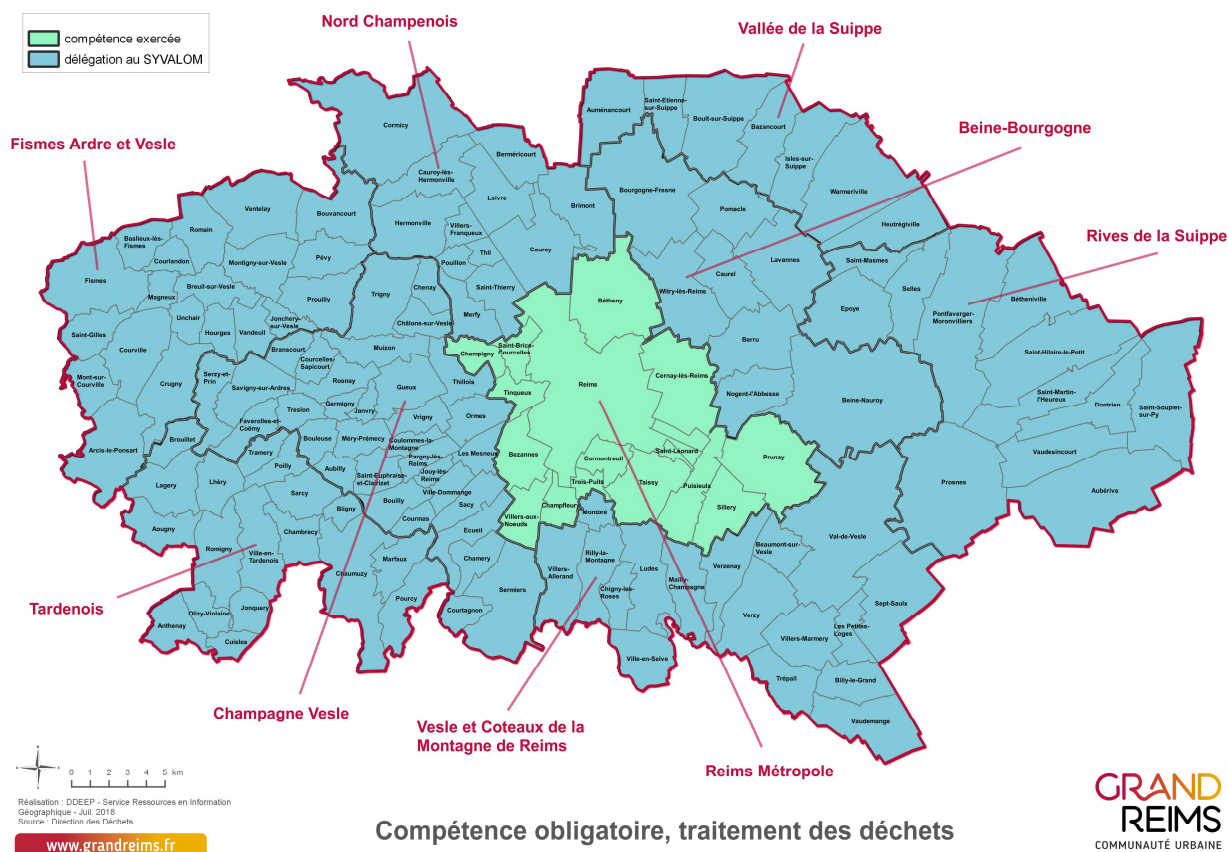 compétence exercée
délégation au SYVALOM
Nord Champenois
Vallée de la Suippe
Beine-Bourgogne
Fismes Ardre et Vesle
Rives de la Suippe
Tardenois
Champagne Vesle
Vesle et Coteaux de la
Montagne de Reims
Reims Métropole
Cormicy
Berméricourt
Cauroy-lès-
Hermonville
Loivre
Brimont
Hermonville
Villers-
Franqueux
Thil
Courcy
Pouillon
Saint-Thierry
Merfy
Auménancourt
Saint-Etienne-
sur-Suippe
Boult-sur-Suippe
Bazancourt
Isles-sur-
Suippe
Warmeriville
Heutrégiville
Bourgogne-Fresne
Pomacle
Lavannes
Caurel
Witry-lès-Reims
Berru
Nogent-l'Abbesse
Beine-Nauroy
Saint-Masmes
Selles
Epoye
Pontfaverger-
Moronvilliers
Bétheniville
Saint-Hilaire-le-Petit
Saint-Martin-
l'Heureux
Dontrien
Saint-Souplet-
sur-Py
Vaudesincourt
Aubérive
Prosnes
Ventelay
Bouvancourt
Romain
Baslieux-lès-
Fismes
Courlandon
Montigny-sur-Vesle
Pévy
Fismes
Magneux
Breuil-sur-Vesle
Prouilly
Unchair
Hourges
Vandeuil
Jonchery-
sur-Vesle
Saint-Gilles
Courville
Mont-sur-
Courville
Crugny
Arcis-le-Ponsart
Trigny
Chenay
Châlons-sur-Vesle
Muizon
Branscourt
Courcelles-
Sapicourt
Serzy-et-
Prin
Savigny-sur-Ardres
Rosnay
Gueux
Thillois
Treslon
Germigny
Janvry
Vrigny
Ormes
Faverolles-et-
Coëmy
Bouleuse
Méry-Prémecy
Coulommes-la-
Montagne
Pargny-lès-
Reims
Les Mesneux
Aubilly
Saint-Euphraise-
et-Clairizet
Jouy-lès-
Reims
Ville-Dommange
Bouilly
Sacy
Courmas
Ecueil
Chamery
Sermiers
Courtagnon
Brouillet
Tramery
Poilly
Lagery
Lhéry
Sarcy
Bligny
Aougny
Chambrecy
Romigny
Ville-en-
Tardenois
Chaumuzy
Marfaux
Pourcy
Olizy-Violaine
Jonquery
Anthenay
Cuisles
Bétheny
Saint-Brice-
Courcelles
Champigny
Tinqueux
Reims
Cernay-lès-Reims
Bezannes
Cormontreuil
Saint-Léonard
Prunay
Trois-Puits
Taissy
Puisieulx
Sillery
Champfleury
Villers-aux-
Noeuds
Montbré
Villers-
Allerand
Rilly-la-
Montagne
Ludes
Chigny-les-
Roses
Mailly-
Champagne
Ville-en-Selve
Verzenay
Beaumont-sur-
Vesle
Val-de-Vesle
Verzy
Sept-Saulx
Les Petites-
Loges
Villers-Marmery
Trépail
Billy-le-Grand
Vaudemange
0 1 2 3 4 5 km
Réalisation : DDEEP - Service Ressources en Information
Géographique - Juil. 2018
Source : Direction des Déchets
www.grandreims.fr
Compétence obligatoire, traitement des déchets
GRAND
REIMS
COMMUNAUTÉ URBAINE